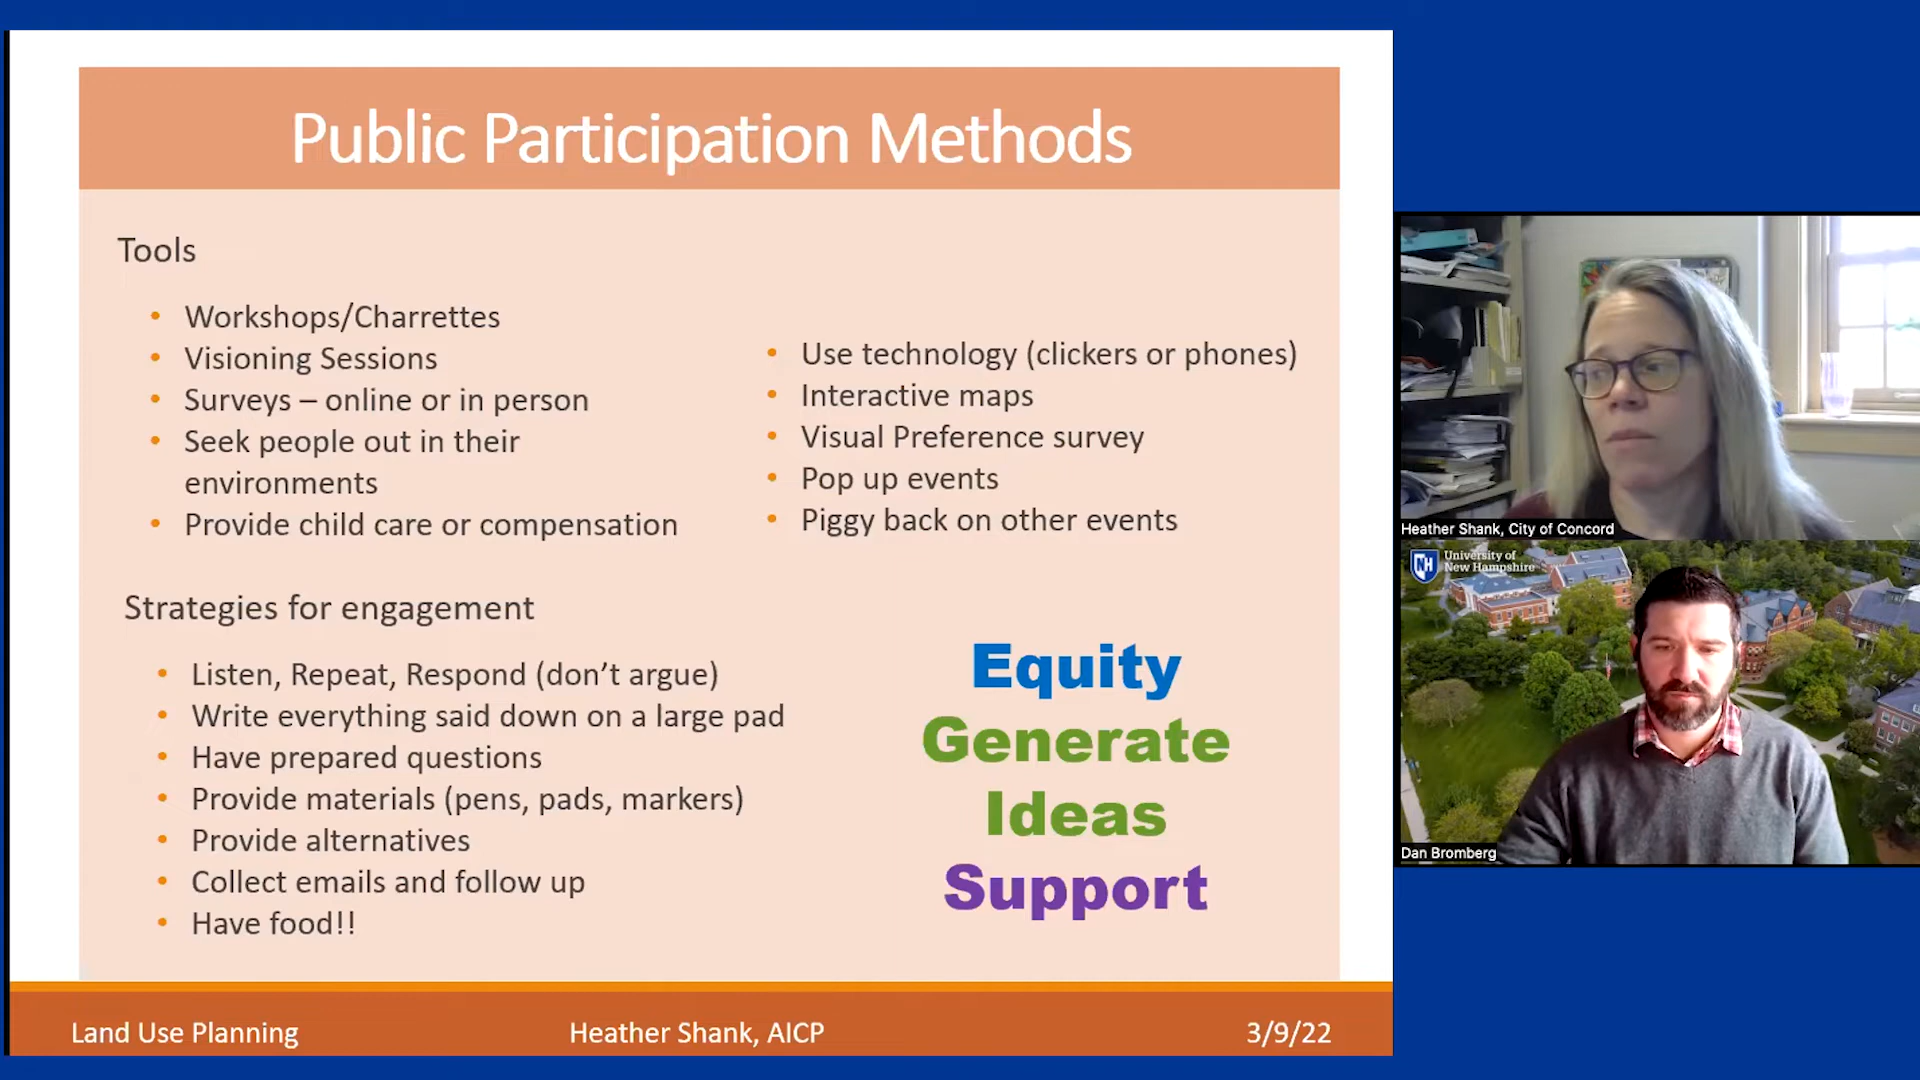 Public Participation Methods
Tools
• Workshops/Charrettes
• Visioning Sessions
• Surveys – online or in person
• Seek people out in their
environments
• Provide child care or compensation
• Use technology (clickers or phones)
• Interactive maps
• Visual Preference survey
• Pop up events
• Piggy back on other events
Strategies for engagement
• Listen, Repeat, Respond (don’t argue)
• Write everything said down on a large pad
• Have prepared questions
• Provide materials (pens, pads, markers)
• Provide alternatives
• Collect emails and follow up
• Have food!!
Equity
Generate
Ideas
Support
Land Use Planning
Heather Shank, AICP
3/9/22
Heather Shank, City of Concord
NH
University of
New Hampshire
Dan Bromberg